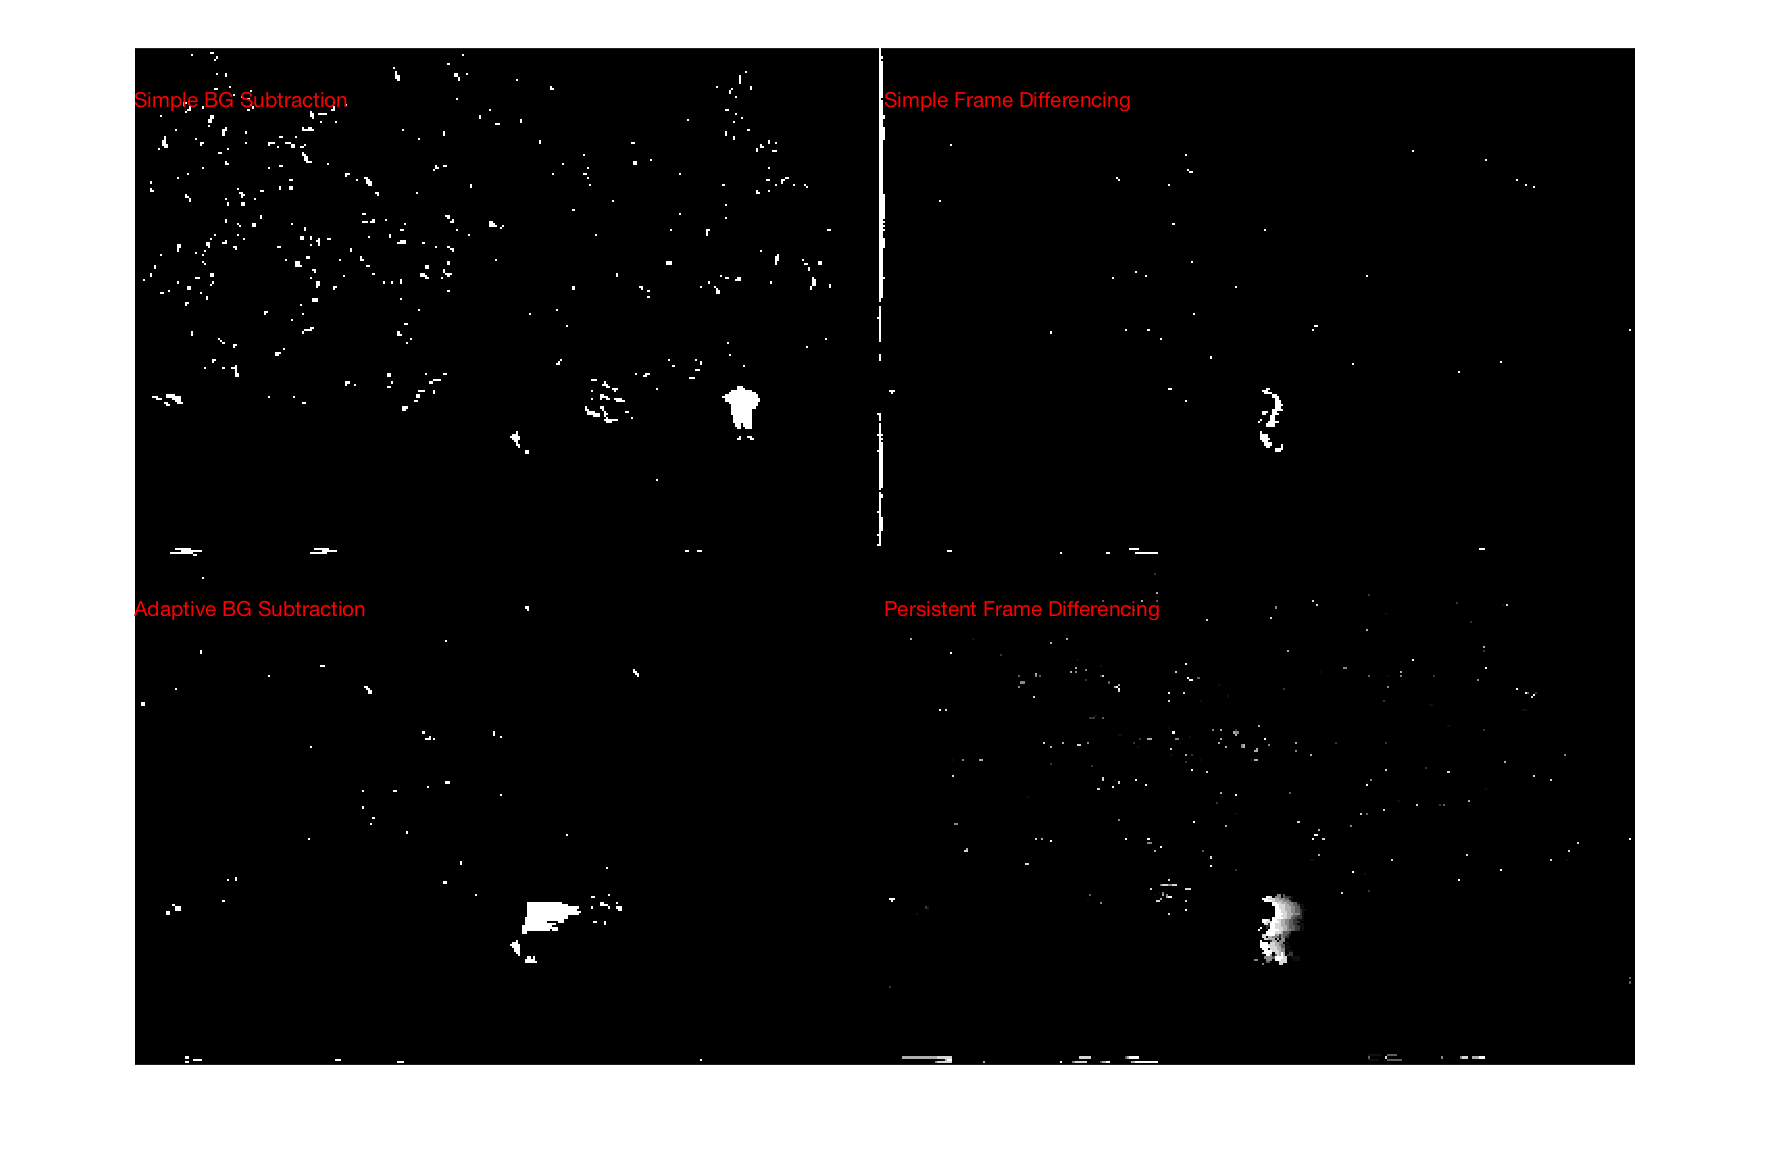 Simple BG Subtraction
Simple Frame Differencing
Adaptive BG Subtraction
Persistent Frame Differencing